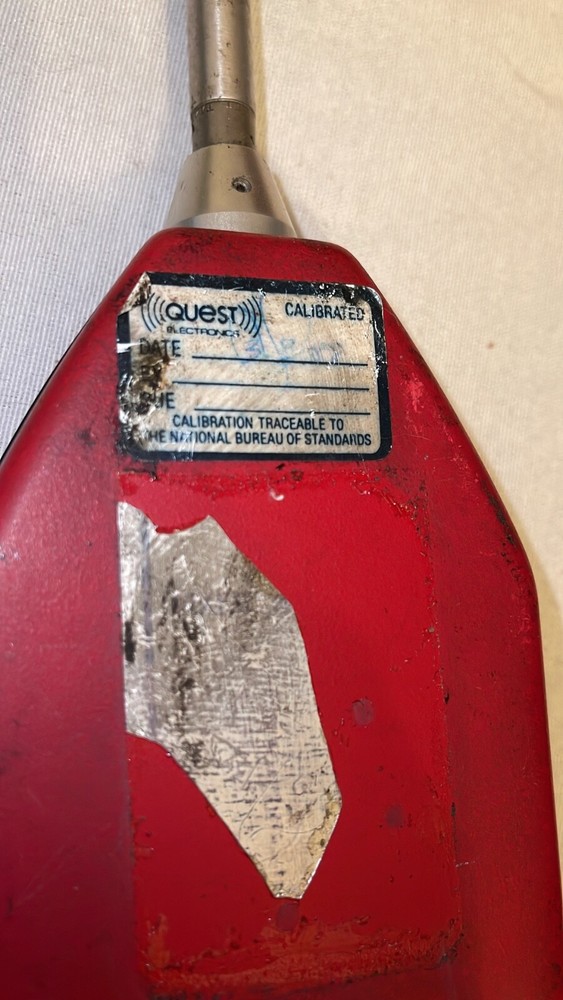 QUEST CALIBRATED
ELECTRONICS
DATE
CALIBRATION TRACEABLE TO
THE NATIONAL BUREAU OF STANDARDS